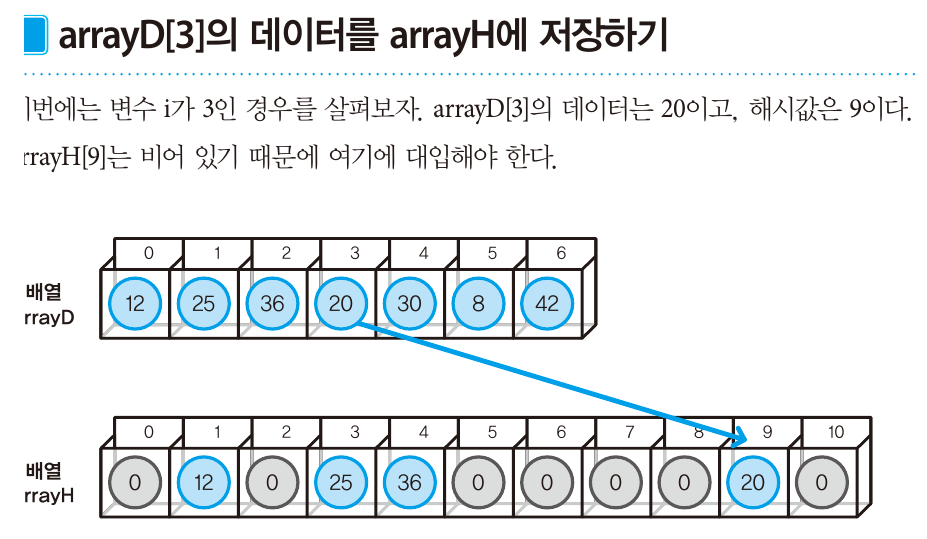 arrayD[3]의 데이터를 arrayH에 저장하기
이번에는 변수 i가 3인 경우를 살펴보자. arrayD[3]의 데이터는 20이고, 해시값은 9이다.
rrayH[9]는 비어 있기 때문에 여기에 대입해야 한다.
0 1 2 3 4 5 6
배열
rrayD
12 25 36 20 30 8 42
0 1 2 3 4 5 6 7 8 9 10
배열
rrayH
0 12 0 25 36 0 0 0 0 20 0